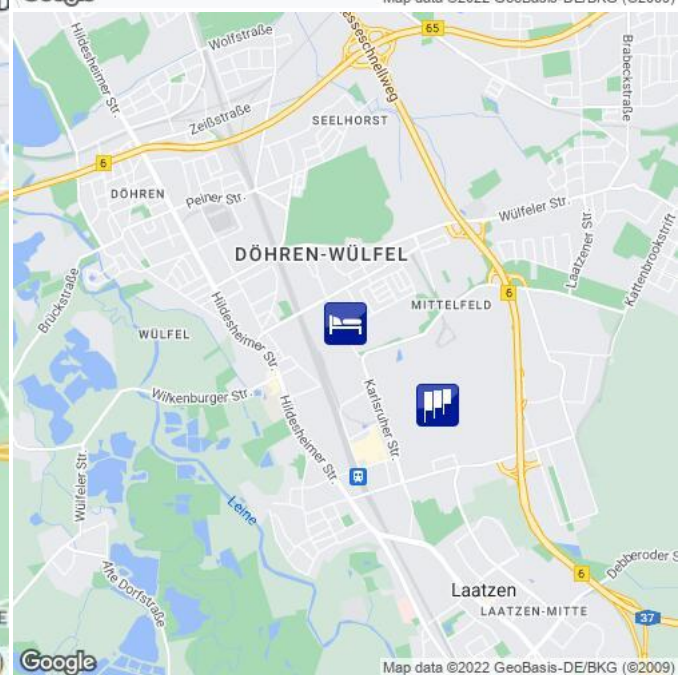 Map data ©2022 GeoBasis-DE/BKG (©2009)
65
Wolfstraße
Hildesheimer Str.
Brabeckstraße
Zeißstraße
SEELHORST
6
DÖHREN
Peiner Str.
Wülfeler Str.
Laatzener Str.
Kattenbrookstrift
DÖHREN-WÜLFEL
6
Brückstraße
Hildesheimer Str.
MITTELFELD
WÜLFEL
Wilkenburger Str.
Karlsruher Str.
Hildesheimer Str.
Wülfeler Str.
Leine
Alte Dorfstraße
6
Laatzen
LAATZEN-MITTE
37
Google
Map data ©2022 GeoBasis-DE/BKG (©2009)